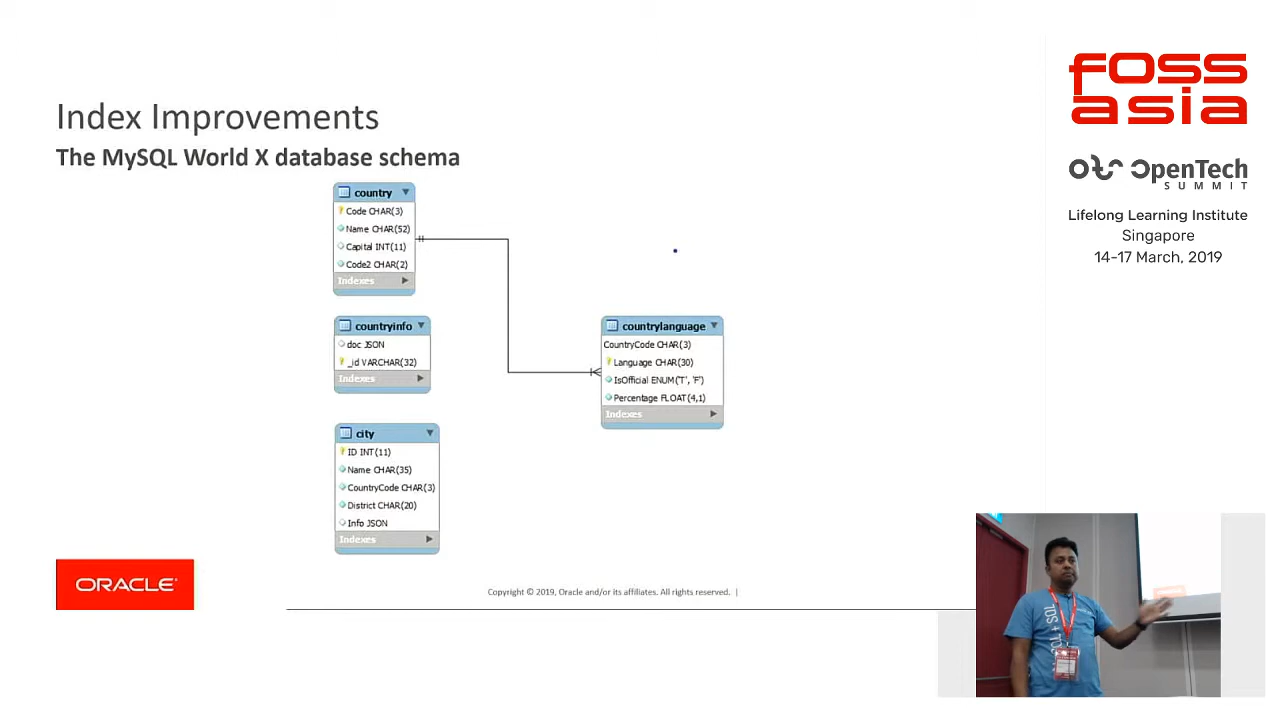 Index Improvements
The MySQL World X database schema
country
Code CHAR(3)
Name CHAR(52)
Capital INT(11)
Code2 CHAR(2)
Indexes
countryinfo
doc JSON
_id VARCHAR(32)
Indexes
city
ID INT(11)
Name CHAR(35)
CountryCode CHAR(3)
District CHAR(20)
Info JSON
Indexes
countrylanguage
CountryCode CHAR(3)
Language CHAR(30)
IsOfficial ENUM('T', 'F')
Percentage FLOAT(4,1)
Indexes
ORACLE
Copyright © 2019, Oracle and/or its affiliates. All rights reserved. |
FOSS
asia
OpenTech
SUMMIT
Lifelong Learning Institute
Singapore
14-17 March, 2019